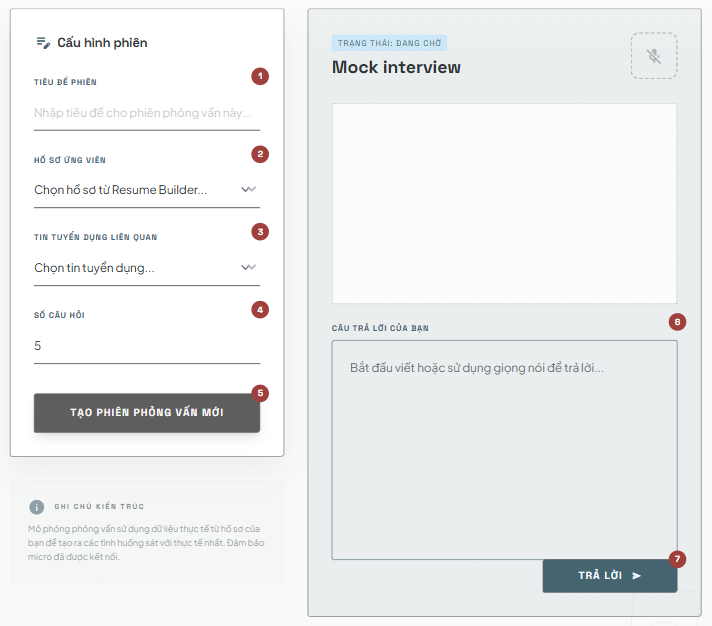 Cấu hình phiên
1
TIÊU ĐỀ PHIÊN
Nhập tiêu đề cho phiên phỏng vấn này...
2
HỒ SƠ ỨNG VIÊN
Chọn hồ sơ từ Resume Builder...
3
TIN TUYỂN DỤNG LIÊN QUAN
Chọn tin tuyển dụng...
4
SỐ CÂU HỎI
5
5
TẠO PHIÊN PHỎNG VẤN MỚI
GHI CHÚ KIẾN TRÚC
Mô phỏng phỏng vấn sử dụng dữ liệu thực tế từ hồ sơ của
bạn để tạo ra các tình huống sát với thực tế nhất. Đảm bảo
micro đã được kết nối.
TRẠNG THÁI: ĐANG CHỜ
Mock interview
6
CÂU TRẢ LỜI CỦA BẠN
Bắt đầu viết hoặc sử dụng giọng nói để trả lời...
7
TRẢ LỜI